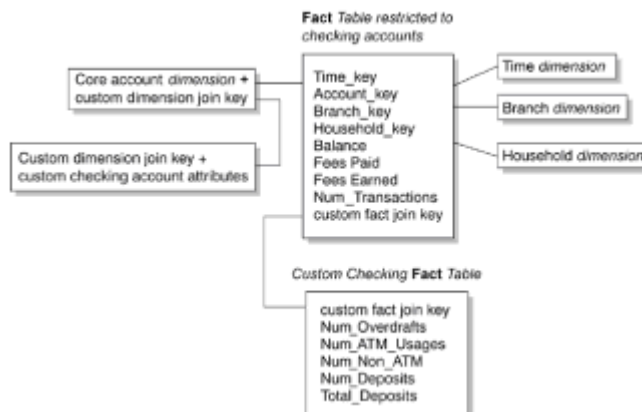 Fact Table restricted to
checking accounts
Core account dimension +
custom dimension join key
Custom dimension join key +
custom checking account attributes
Time_key
Account_key
Branch_key
Household_key
Balance
Fees Paid
Fees Earned
Num_Transactions
custom fact join key
Time dimension
Branch dimension
Household dimension
Custom Checking Fact Table
custom fact join key
Num_Overdrafts
Num_ATM_Usages
Num_Non_ATM
Num_Deposits
Total_Deposits